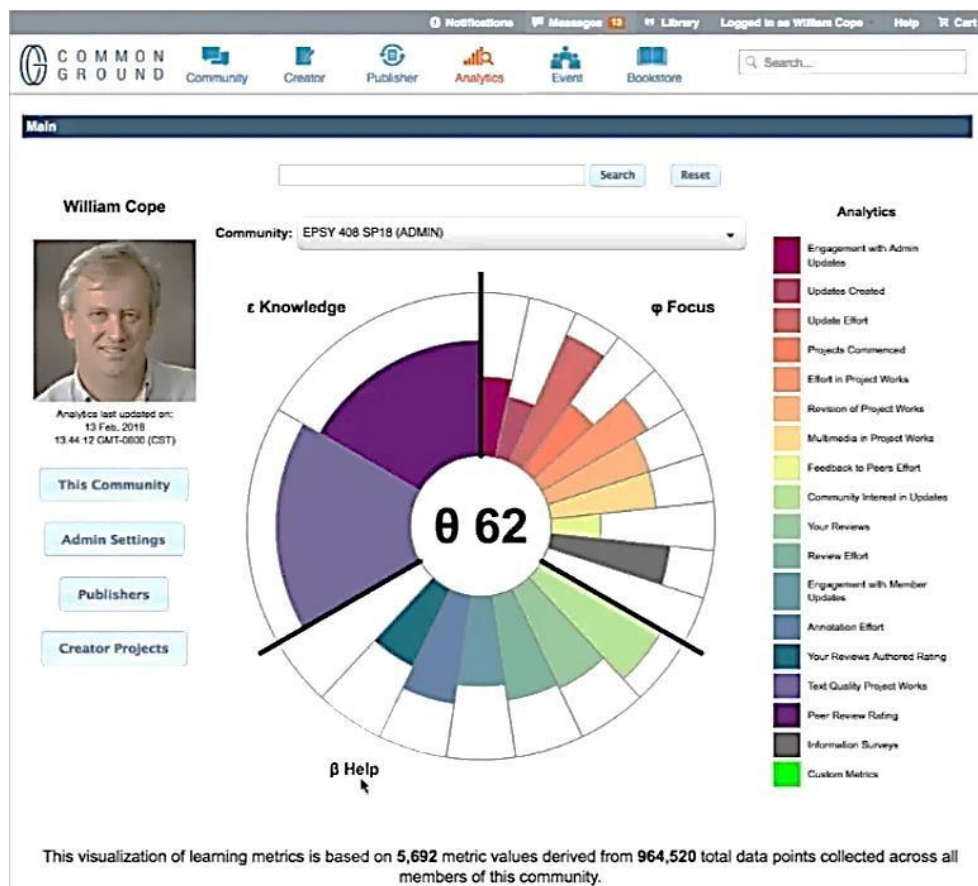 Notifications Messages 13 Library Logged in as William Cope Help Cart
COMMON
GROUND
Community Creator Publisher Analytics Event Bookstore
Search...
Main
Search Reset
William Cope
Community: EPSY 408 SP18 (ADMIN)
Analytics last updated on:
13 Feb, 2018
13:44:12 GMT-0600 (CST)
This Community
Admin Settings
Publishers
Creator Projects
ε Knowledge
φ Focus
θ 62
β Help
Analytics
Engagement with Admin
Updates
Updates Created
Update Effort
Projects Commenced
Effort in Project Works
Revision of Project Works
Multimedia in Project Works
Feedback to Peers Effort
Community Interest in Updates
Your Reviews
Review Effort
Engagement with Member
Updates
Annotation Effort
Your Reviews Authored Rating
Text Quality Project Works
Peer Review Rating
Information Surveys
Custom Metrics
This visualization of learning metrics is based on 5,692 metric values derived from 964,520 total data points collected across all
members of this community.